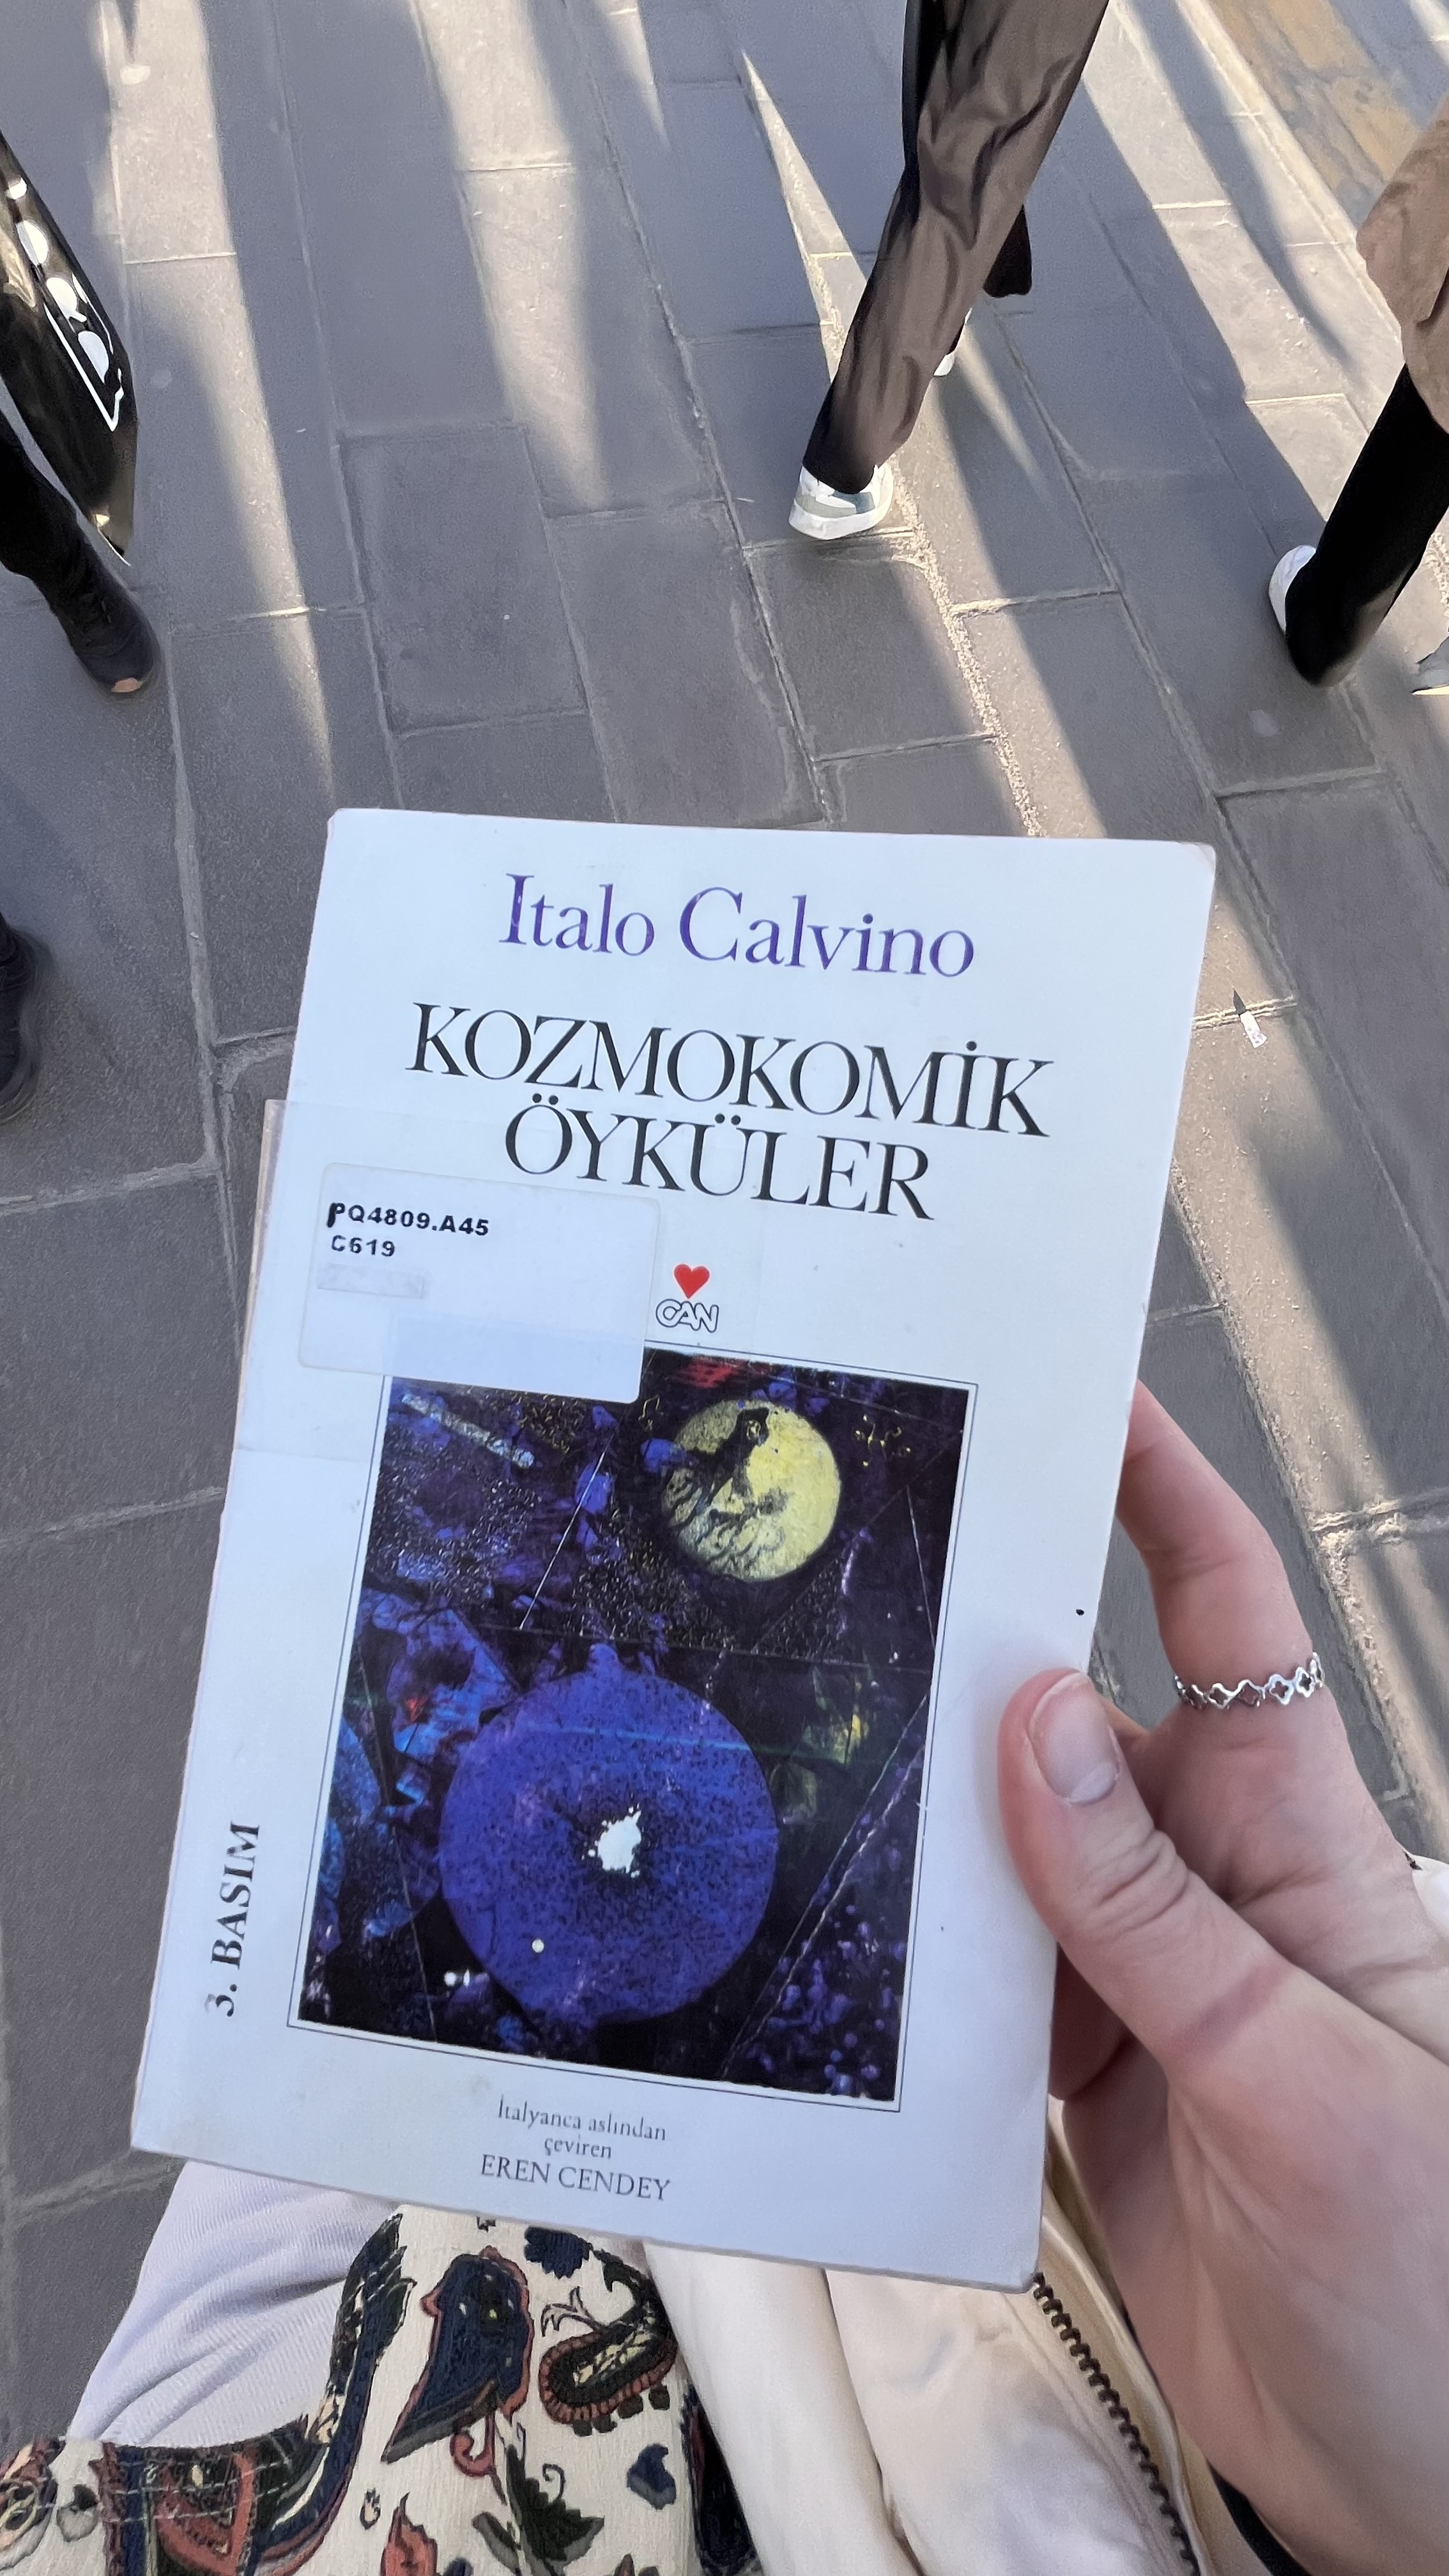 Italo Calvino
KOZMOKOMİK
ÖYKÜLER
PQ4809.A45
C619
CAN
3. BASIM
İtalyanca aslından
çeviren
EREN CENDEY